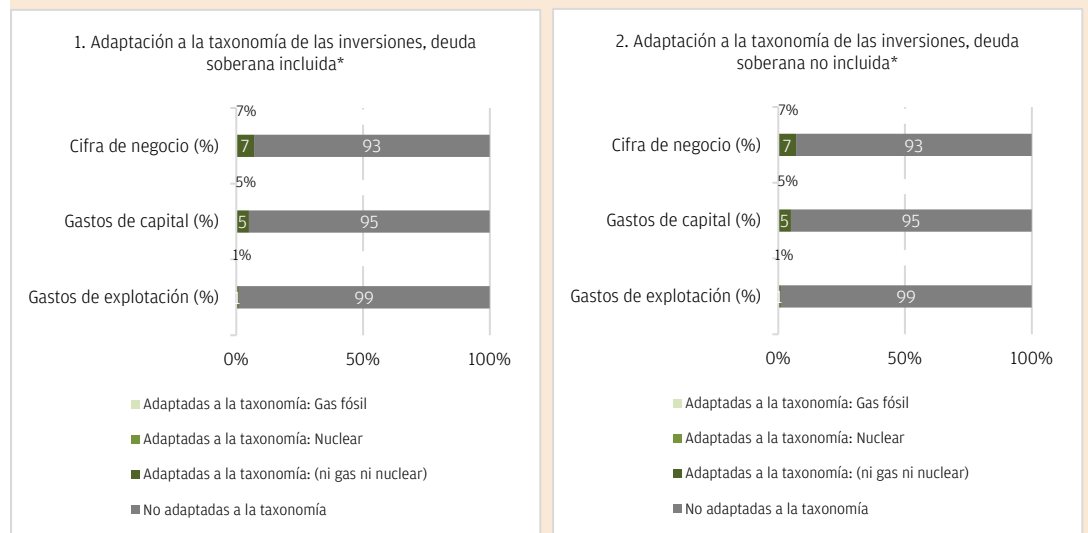 1. Adaptación a la taxonomía de las inversiones, deuda
soberana incluida*
7%
Cifra de negocio (%)
7
93
5%
Gastos de capital (%)
5
95
1%
Gastos de explotación (%)
1
99
0%
50%
100%
Adaptadas a la taxonomía: Gas fósil
Adaptadas a la taxonomía: Nuclear
Adaptadas a la taxonomía: (ni gas ni nuclear)
No adaptadas a la taxonomía
2. Adaptación a la taxonomía de las inversiones, deuda
soberana no incluida*
7%
Cifra de negocio (%)
7
93
5%
Gastos de capital (%)
5
95
1%
Gastos de explotación (%)
1
99
0%
50%
100%
Adaptadas a la taxonomía: Gas fósil
Adaptadas a la taxonomía: Nuclear
Adaptadas a la taxonomía: (ni gas ni nuclear)
No adaptadas a la taxonomía